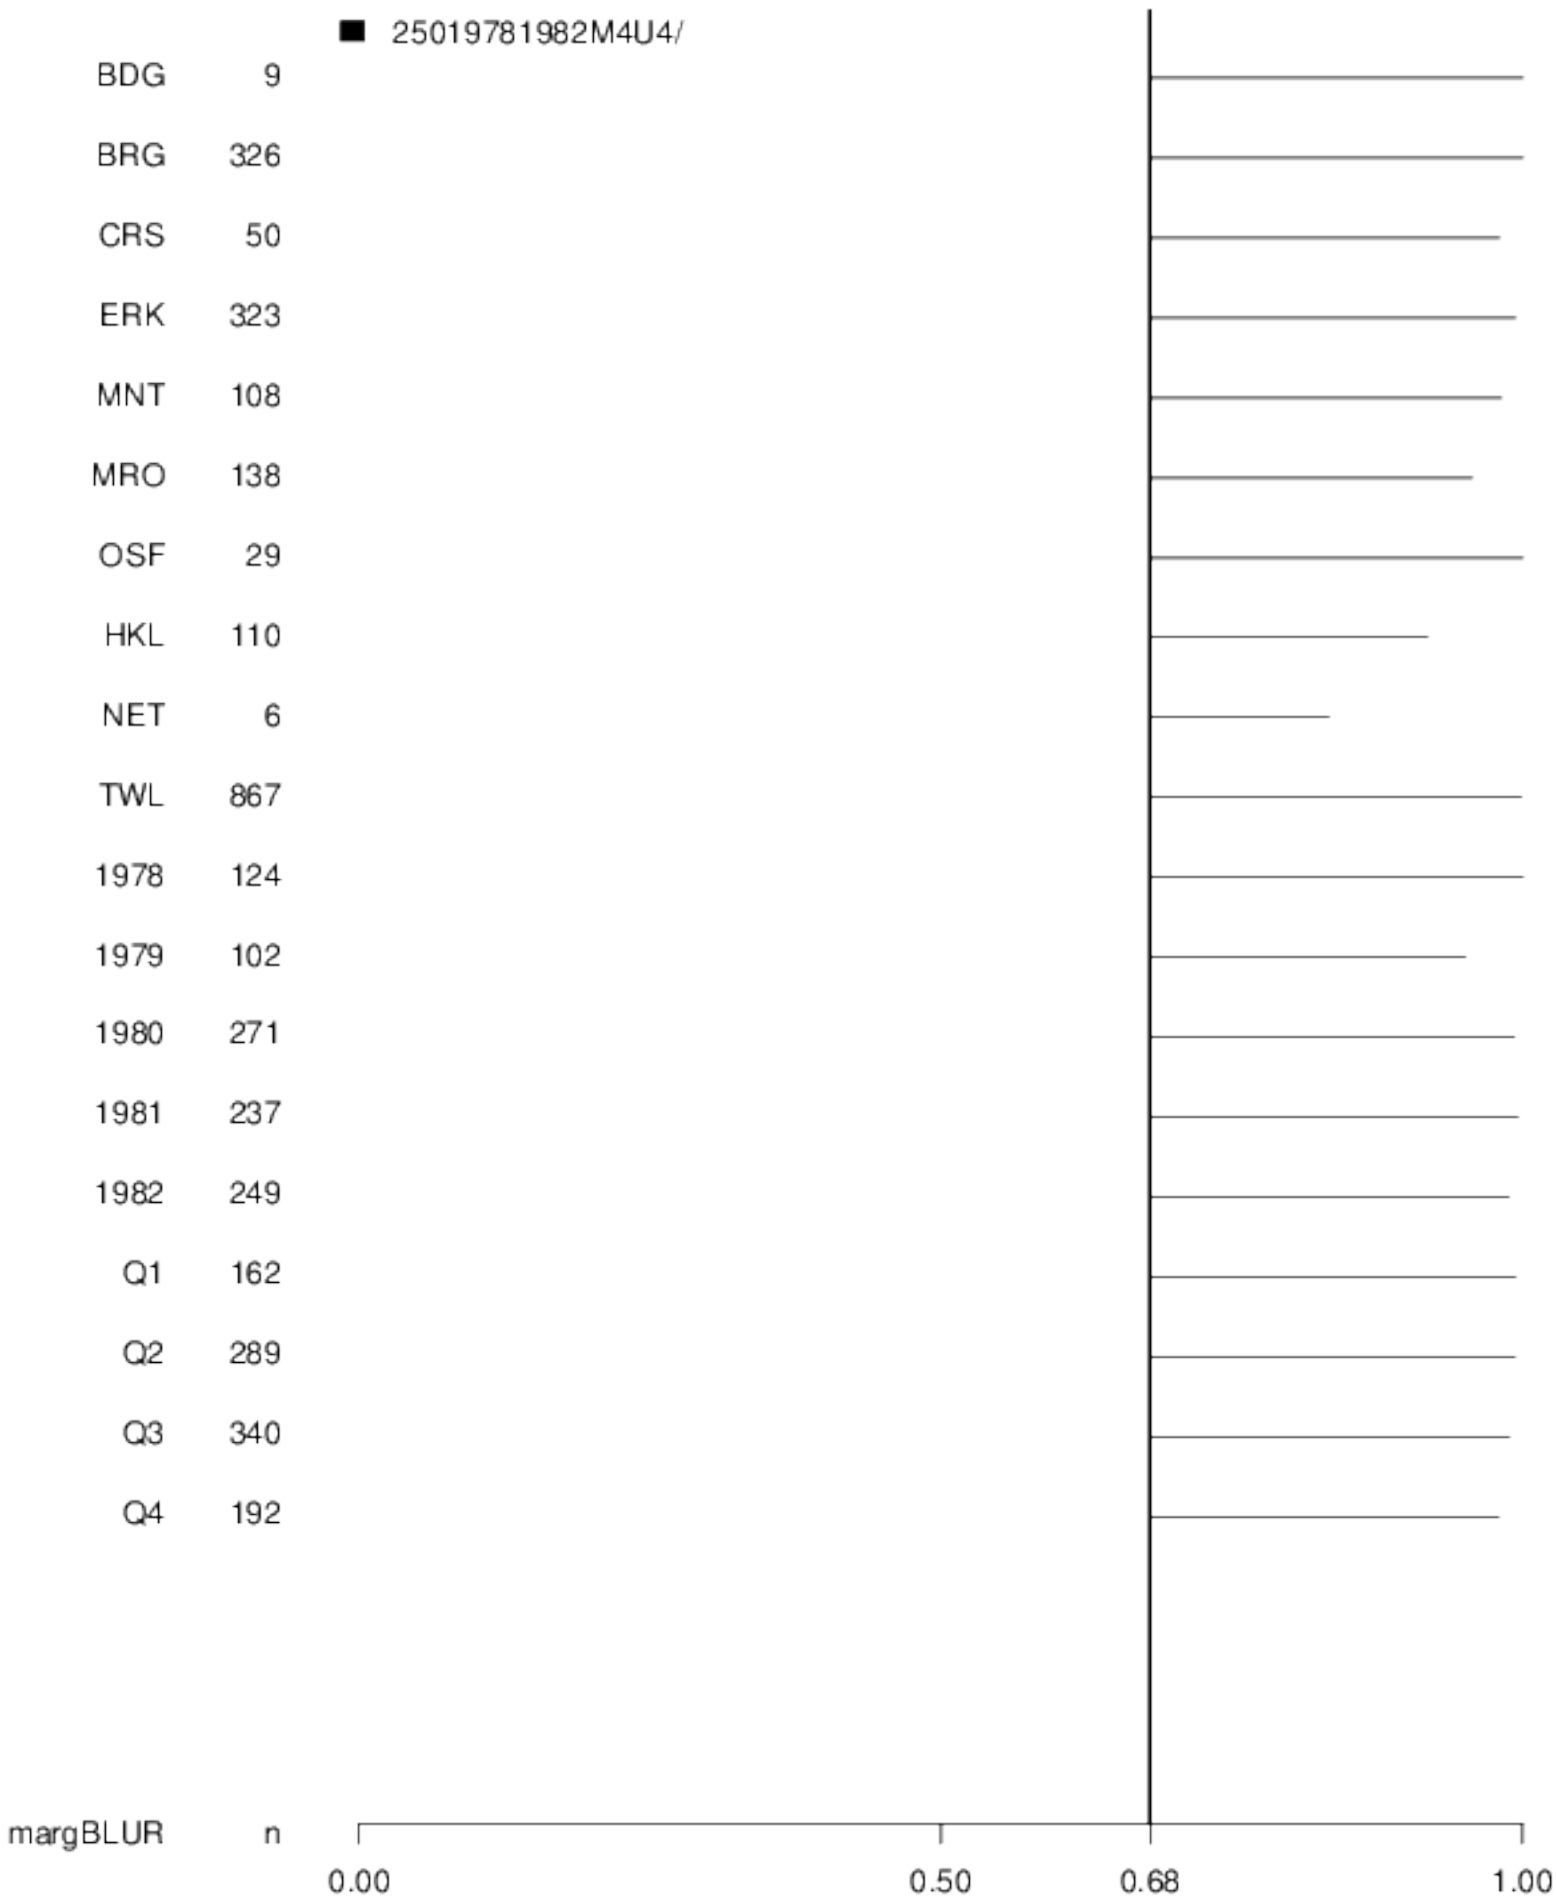 25019781982M4U4/
BDG 9
BRG 326
CRS 50
ERK 323
MNT 108
MRO 138
OSF 29
HKL 110
NET 6
TWL 867
1978 124
1979 102
1980 271
1981 237
1982 249
Q1 162
Q2 289
Q3 340
Q4 192
margBLUR n
0.00 0.50 0.68 1.00